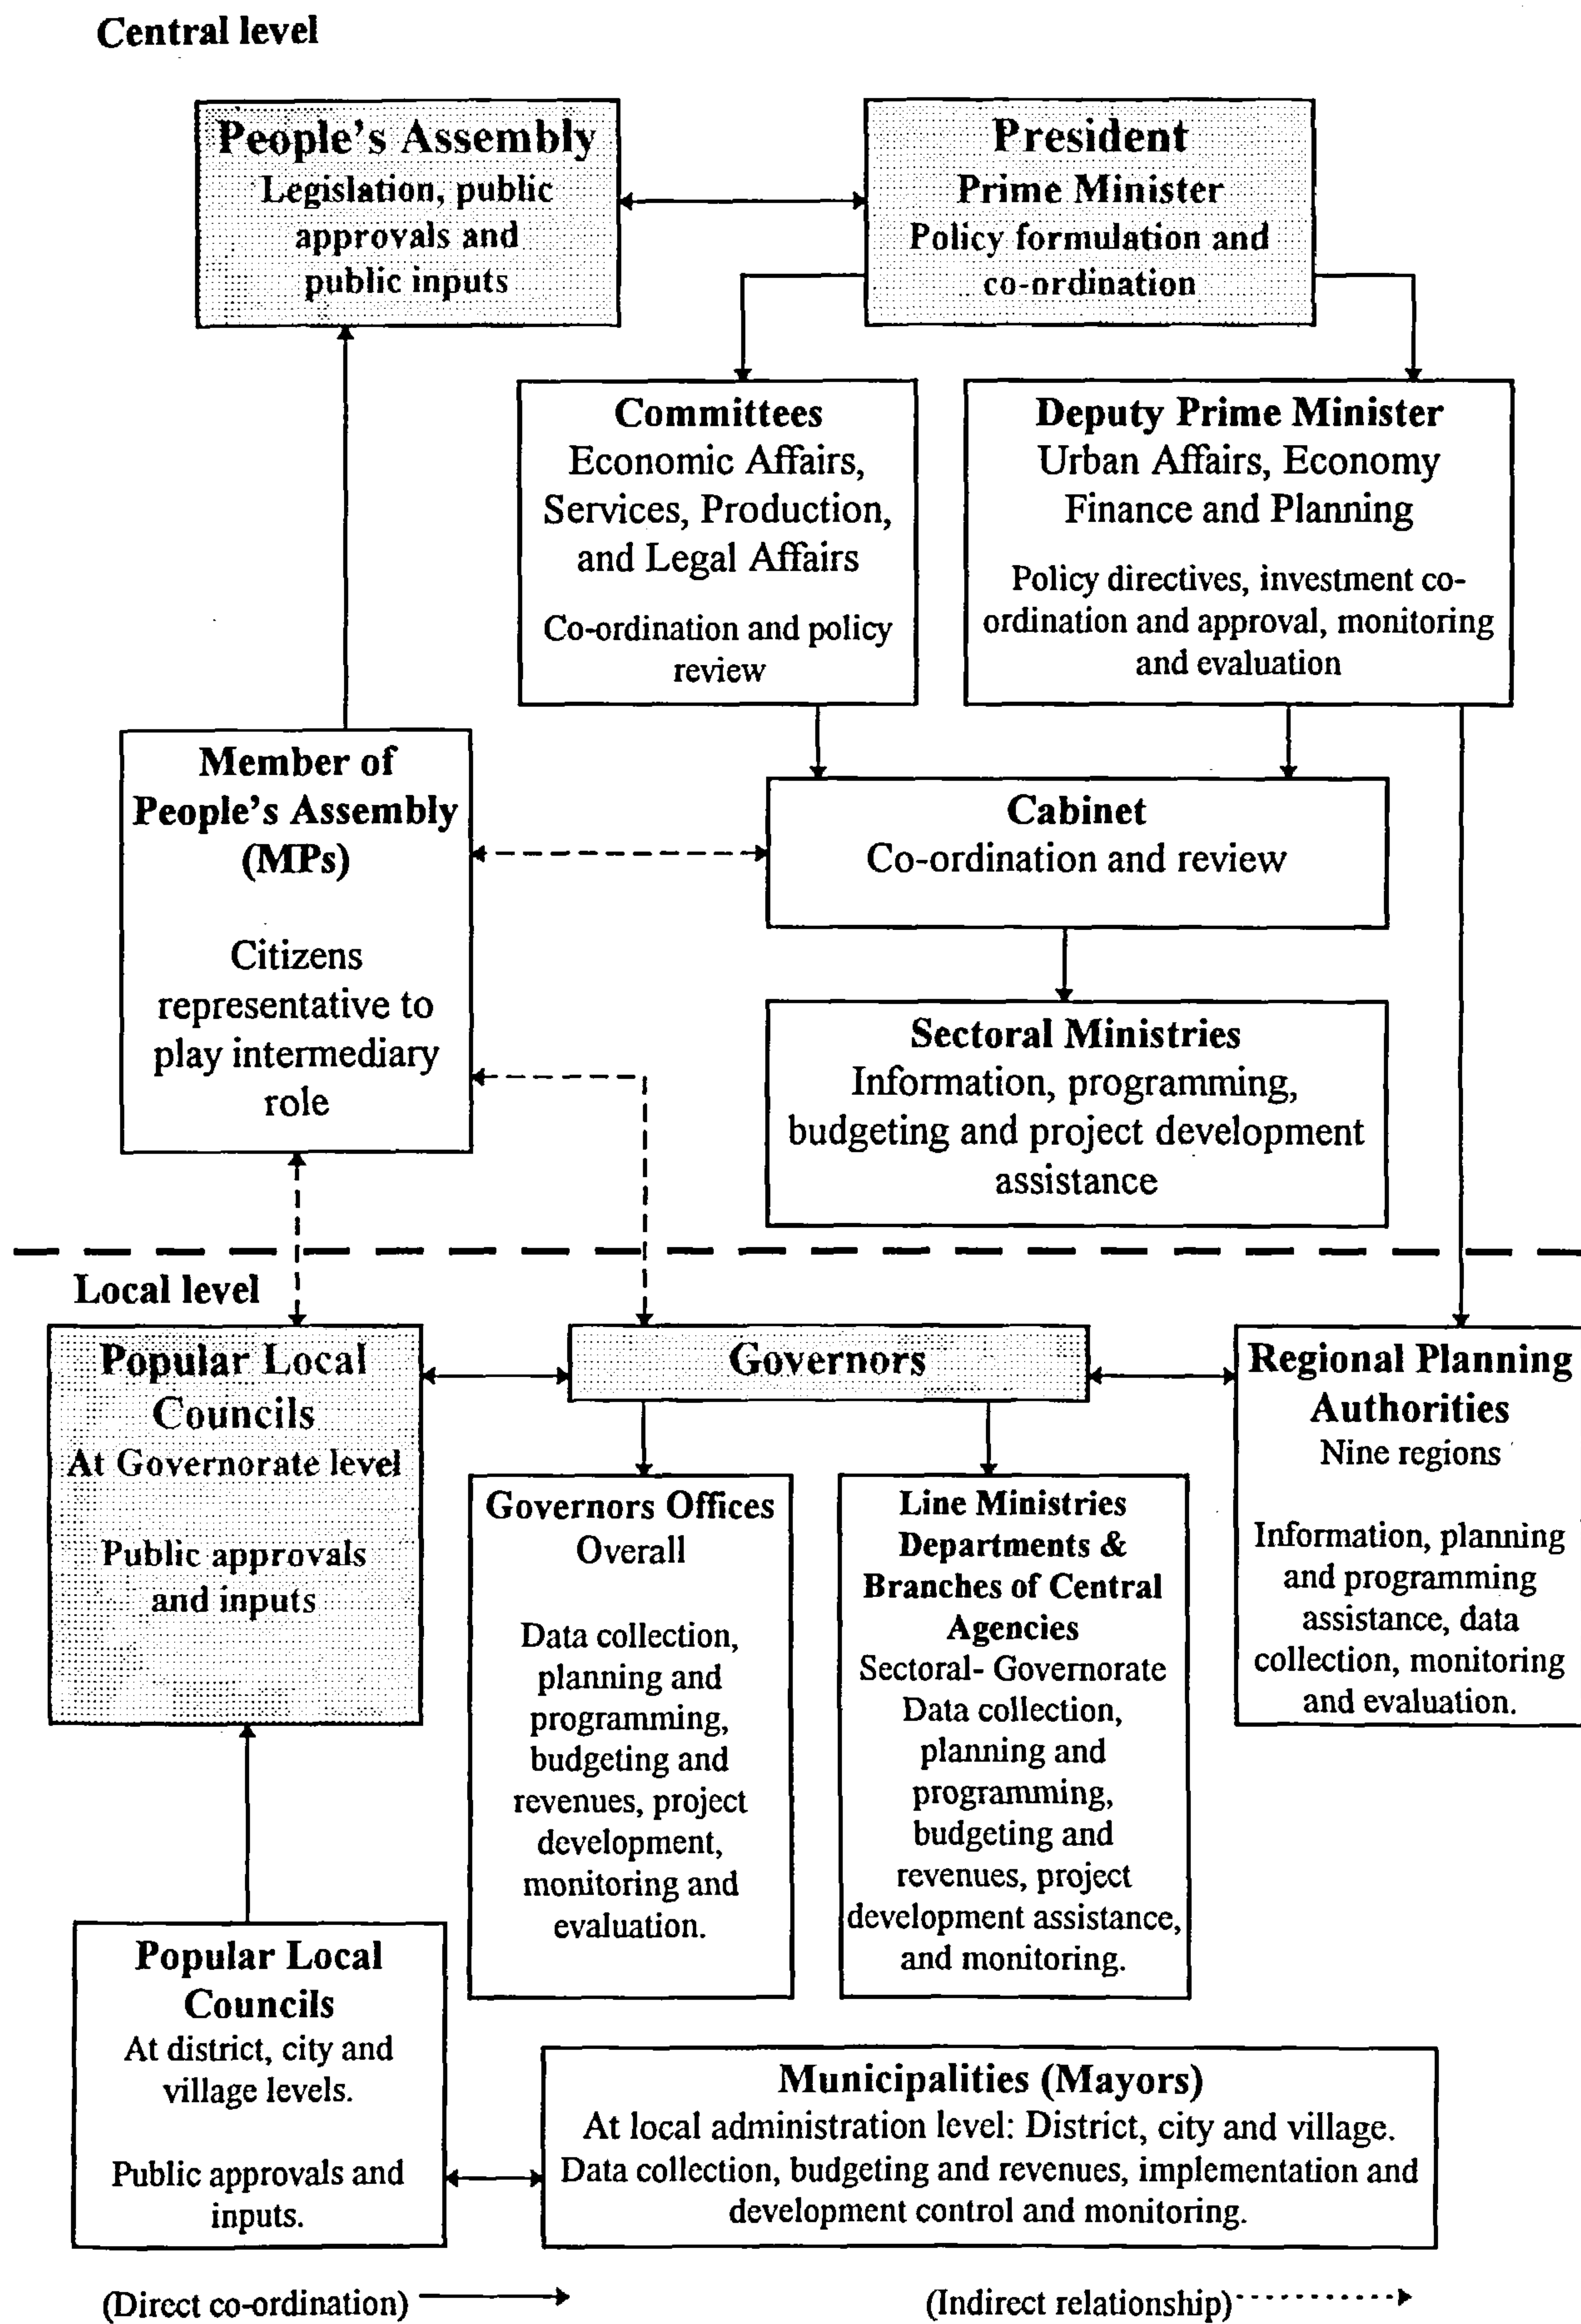 Central level
People's Assembly
Legislation, public
approvals and
public inputs
President
Prime Minister
Policy formulation and
co-ordination
Committees
Economic Affairs,
Services, Production,
and Legal Affairs
Co-ordination and policy
review
Deputy Prime Minister
Urban Affairs, Economy
Finance and Planning
Policy directives, investment co-
ordination and approval, monitoring
and evaluation
Member of
People's Assembly
(MPs)
Citizens
representative to
play intermediary
role
Cabinet
Co-ordination and review
Sectoral Ministries
Information, programming,
budgeting and project development
assistance
Local level
Popular Local
Councils
At Governorate level
Public approvals
and inputs
Governors
Regional Planning
Authorities
Nine regions
Information, planning
and programming
assistance, data
collection, monitoring
and evaluation.
Governors Offices
Overall
Data collection,
planning and
programming,
budgeting and
revenues, project
development,
monitoring and
evaluation.
Line Ministries
Departments &
Branches of Central
Agencies
Sectoral- Governorate
Data collection,
planning and
programming,
budgeting and
revenues, project
development assistance,
and monitoring.
Popular Local
Councils
At district, city and
village levels.
Public approvals and
inputs.
Municipalities (Mayors)
At local administration level: District, city and village.
Data collection, budgeting and revenues, implementation and
development control and monitoring.
(Direct co-ordination)
(Indirect relationship)